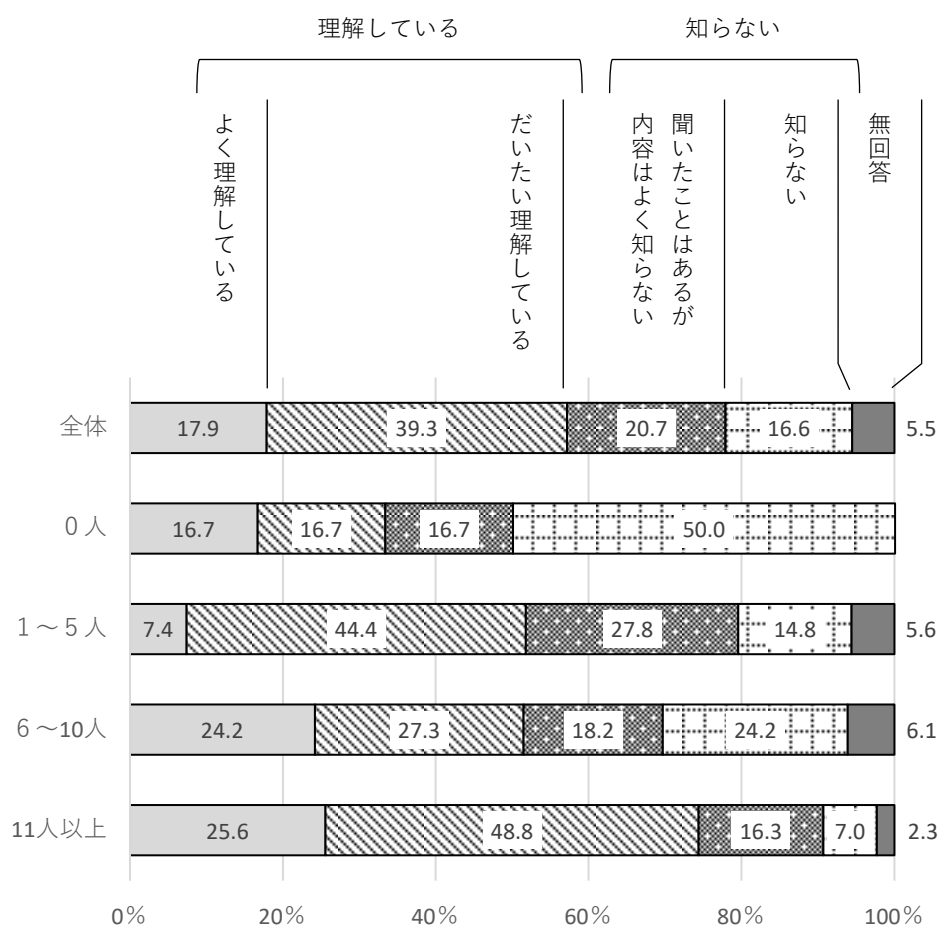 理解している
知らない
よく理解している
だいたい理解している
聞いたことはあるが
内容はよく知らない
知らない
無回答
全体
17.9
39.3
20.7
16.6
5.5
0人
16.7
16.7
16.7
50.0
1～5人
7.4
44.4
27.8
14.8
5.6
6～10人
24.2
27.3
18.2
24.2
6.1
11人以上
25.6
48.8
16.3
7.0
2.3
0%
20%
40%
60%
80%
100%